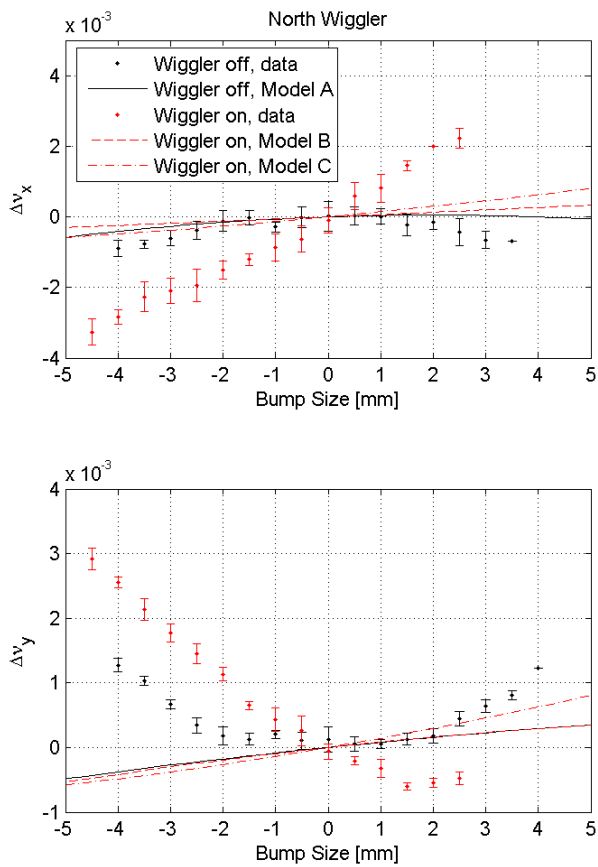 North Wiggler
x 10-3
Wiggler off, data
Wiggler off, Model A
Wiggler on, data
Wiggler on, Model B
Wiggler on, Model C
4
2
0
-2
-4
Δνx
-5 -4 -3 -2 -1 0 1 2 3 4 5
Bump Size [mm]
x 10-3
4
3
2
1
0
-1
Δνy
-5 -4 -3 -2 -1 0 1 2 3 4 5
Bump Size [mm]